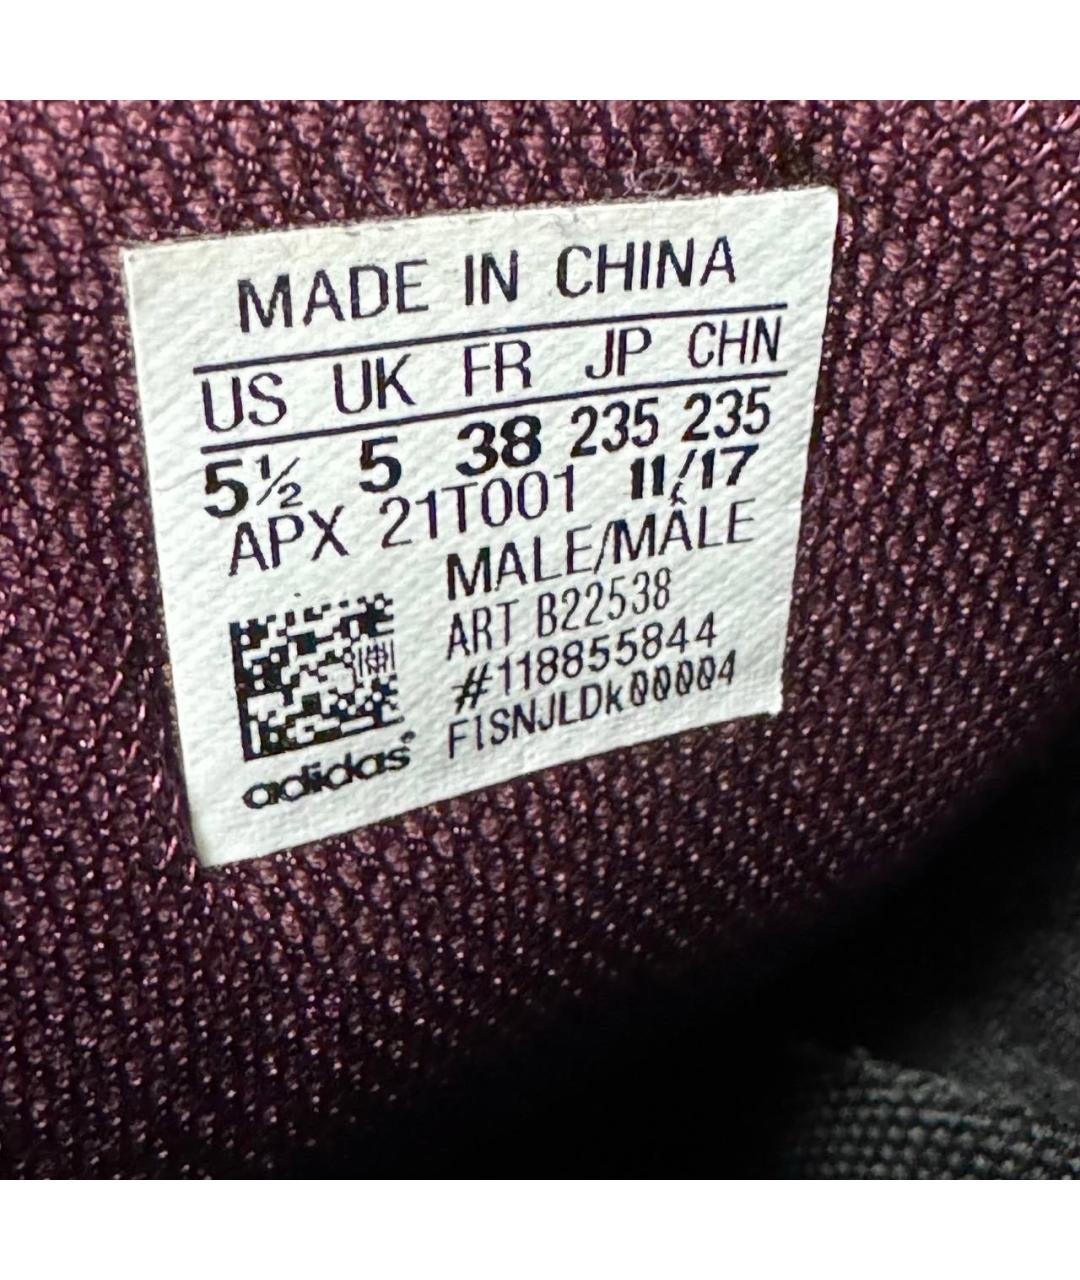 MADE IN CHINA
US UK FR JP CHN
5½ 5 38 235 235
APX 21T001 11/17
MALE/MÂLE
ART B22538
#118855844
F1SNJLDK00004
adidas®